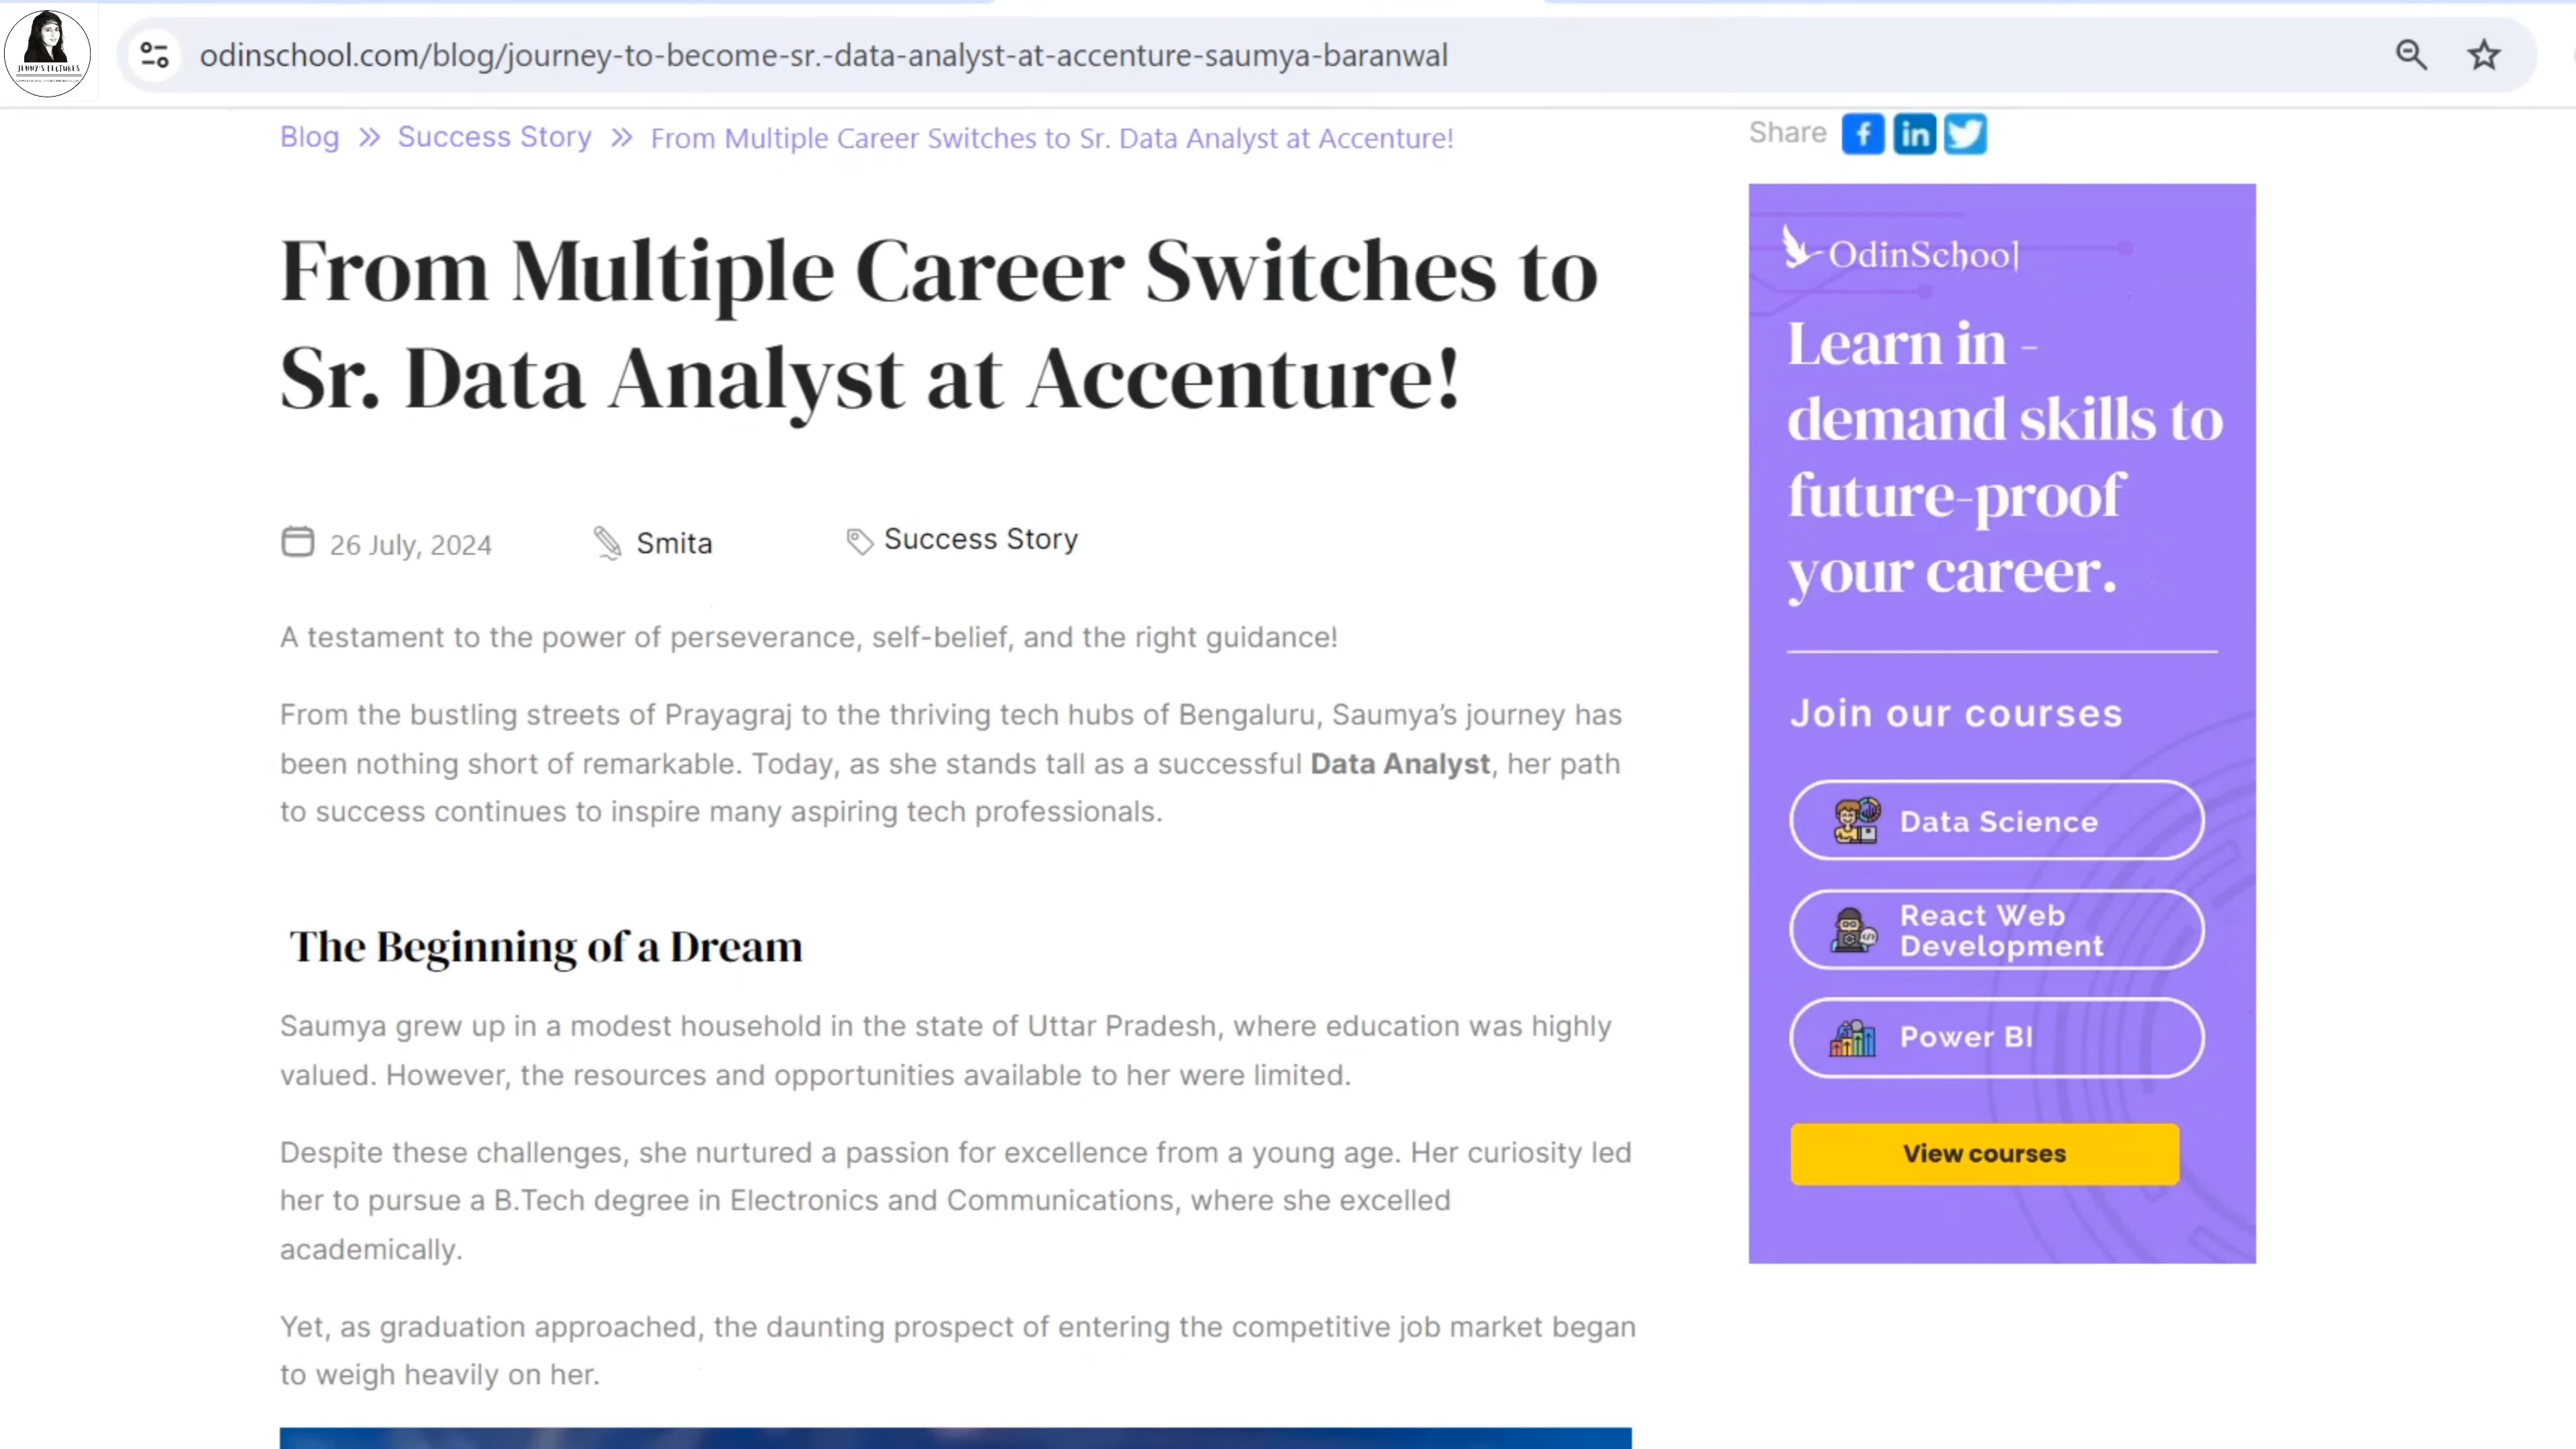 JENNY'S LECTURES
odinschool.com/blog/journey-to-become-sr.-data-analyst-at-accenture-saumya-baranwal
Blog » Success Story » From Multiple Career Switches to Sr. Data Analyst at Accenture!
From Multiple Career Switches to
Sr. Data Analyst at Accenture!
26 July, 2024 Smita Success Story
A testament to the power of perseverance, self-belief, and the right guidance!
From the bustling streets of Prayagraj to the thriving tech hubs of Bengaluru, Saumya’s journey has
been nothing short of remarkable. Today, as she stands tall as a successful Data Analyst, her path
to success continues to inspire many aspiring tech professionals.
The Beginning of a Dream
Saumya grew up in a modest household in the state of Uttar Pradesh, where education was highly
valued. However, the resources and opportunities available to her were limited.
Despite these challenges, she nurtured a passion for excellence from a young age. Her curiosity led
her to pursue a B.Tech degree in Electronics and Communications, where she excelled
academically.
Yet, as graduation approached, the daunting prospect of entering the competitive job market began
to weigh heavily on her.
Share f in
OdinSchool
Learn in -
demand skills to
future-proof
your career.
Join our courses
Data Science
React Web
Development
Power BI
View courses